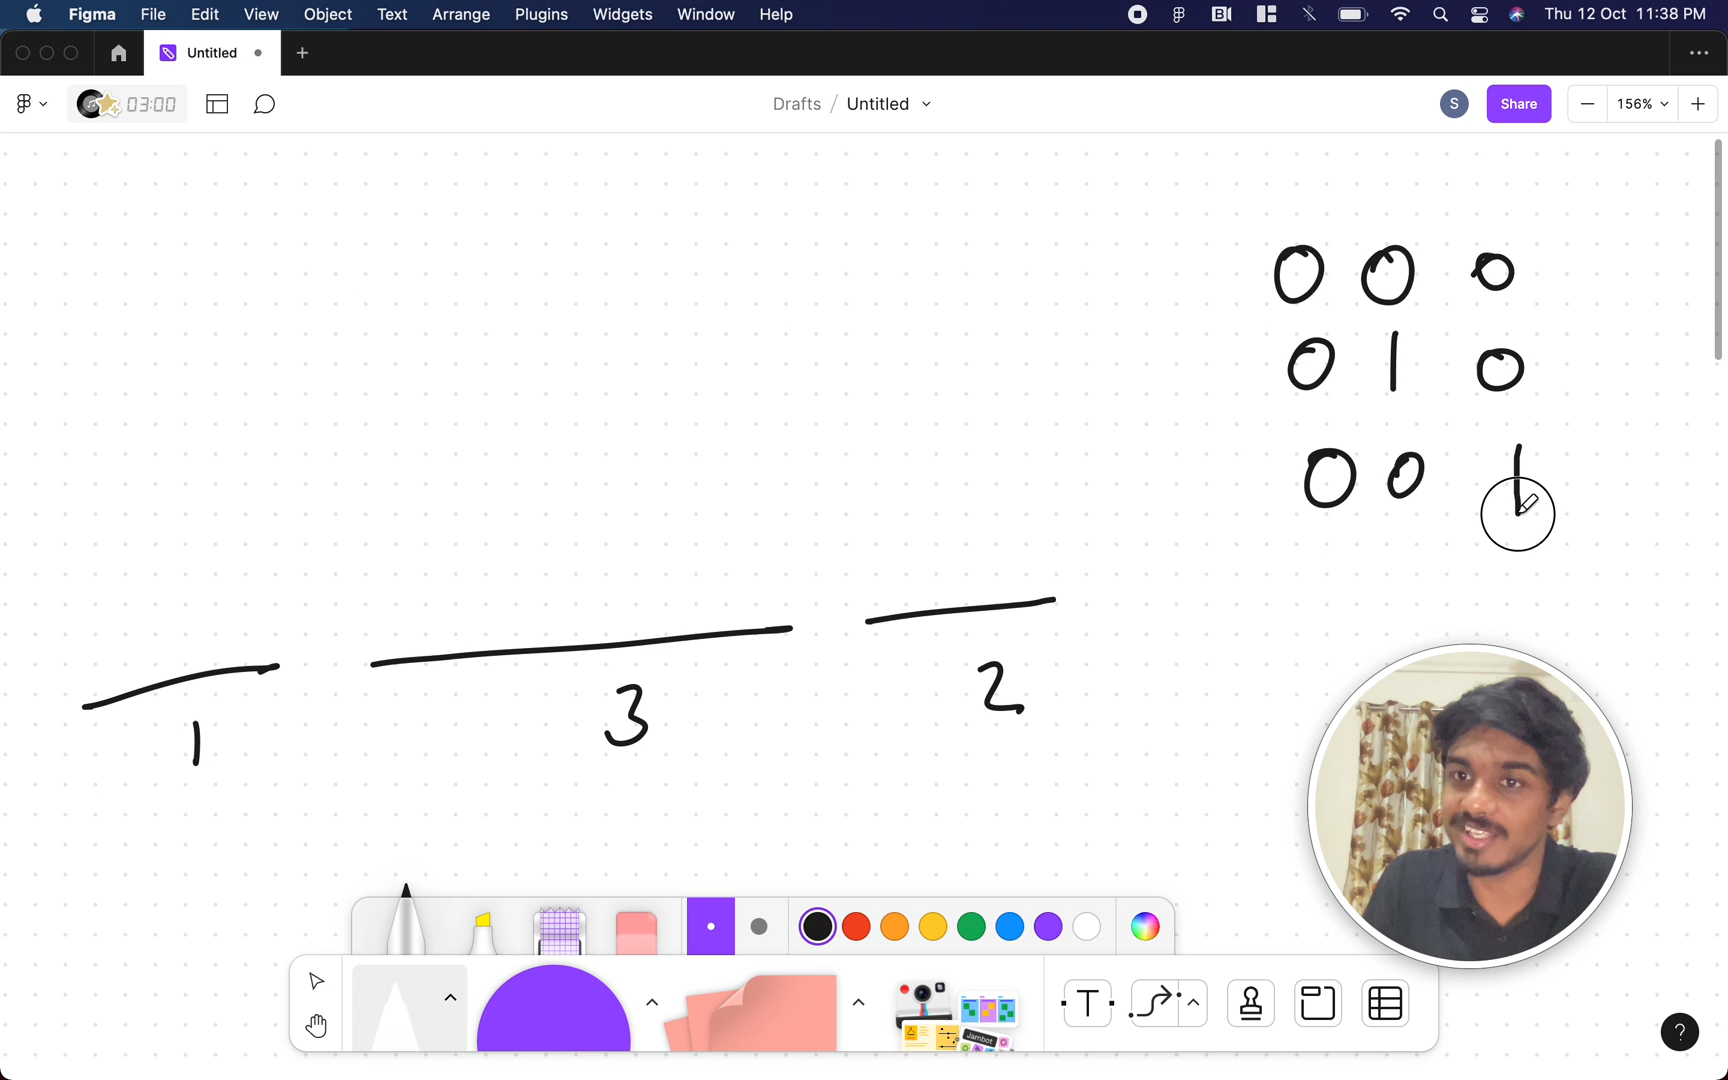 Figma File Edit View Object Text Arrange Plugins Widgets Window Help Thu 12 Oct 11:38 PM
Untitled
03:00 Drafts / Untitled S Share 156%
0 0 0
0 1 0
0 0 1
1 3 2
T
Jambot
?